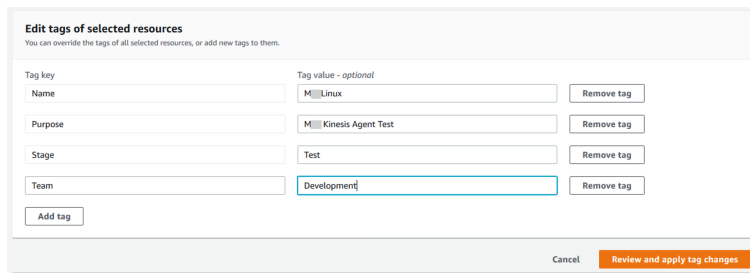 Edit tags of selected resources
You can override the tags of all selected resources, or add new tags to them.
Tag key Tag value - optional
Name M Linux Remove tag
Purpose M Kinesis Agent Test Remove tag
Stage Test Remove tag
Team Development Remove tag
Add tag
Cancel Review and apply tag changes